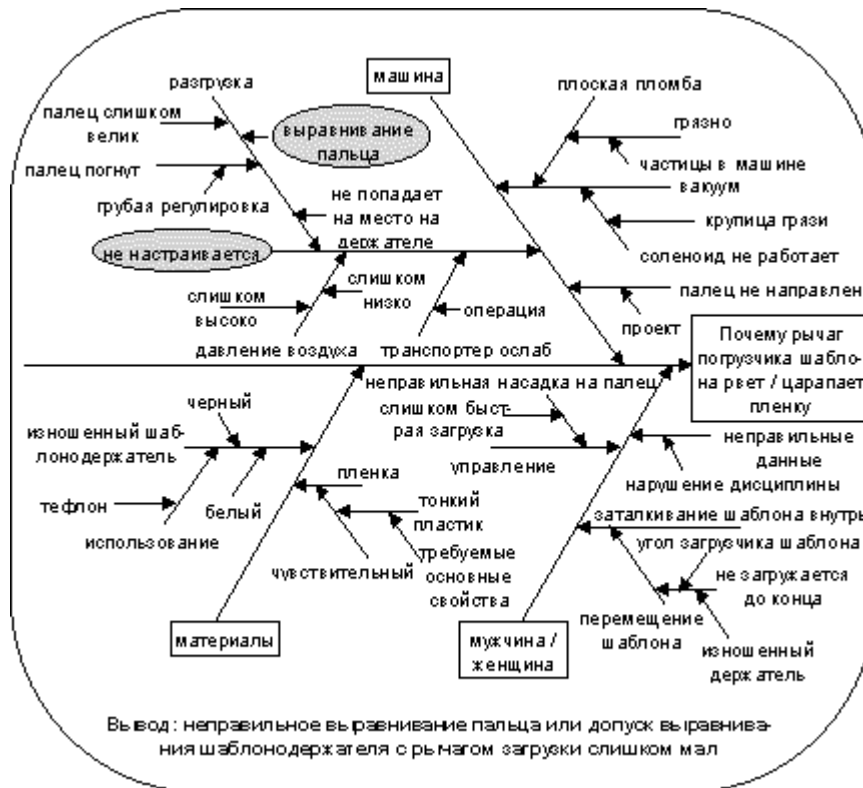 разгрузка
палец слишком
велик
выравнивание
пальца
палец погнут
грубая регулировка
не попадает
на место на
держателе
не настраивается
слишком
высоко
слишком
низко
давление воздуха
операция
транспортер ослаб
машина
плоская пломба
грязно
частицы в машине
вакуум
крупица грязи
соленоид не работает
палец не направлен
проект
Почему рычаг
погрузчика шабло-
на рвет / царапает
пленку
черный
изношенный шаб-
лонодержатель
тефлон
белый
использование
пленка
тонкий
пластик
чувствительный
требуемые
основные
свойства
материалы
неправильная насадка на палец
слишком быст-
рая загрузка
управление
неправильные
данные
нарушение дисциплины
заталкивание шаблона внутрь
угол загрузчика шаблона
не загружается
до конца
перемещение
шаблона
изношенный
держатель
мужчина /
женщина
Вывод: неправильное выравнивание пальца или допуск выравнива-
ния шаблонодержателя с рычагом загрузки слишком мал